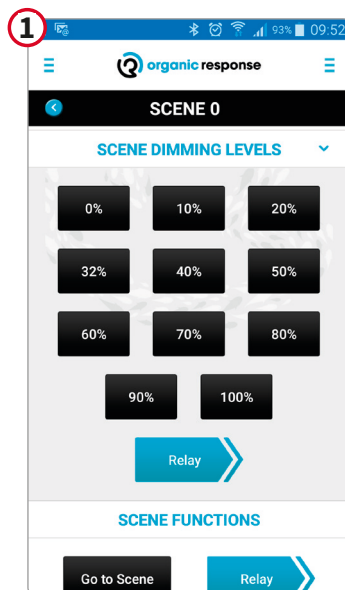 1
93% 09:52
organic response
SCENE 0
SCENE DIMMING LEVELS
0% 10% 20%
32% 40% 50%
60% 70% 80%
90% 100%
Relay
SCENE FUNCTIONS
Go to Scene Relay